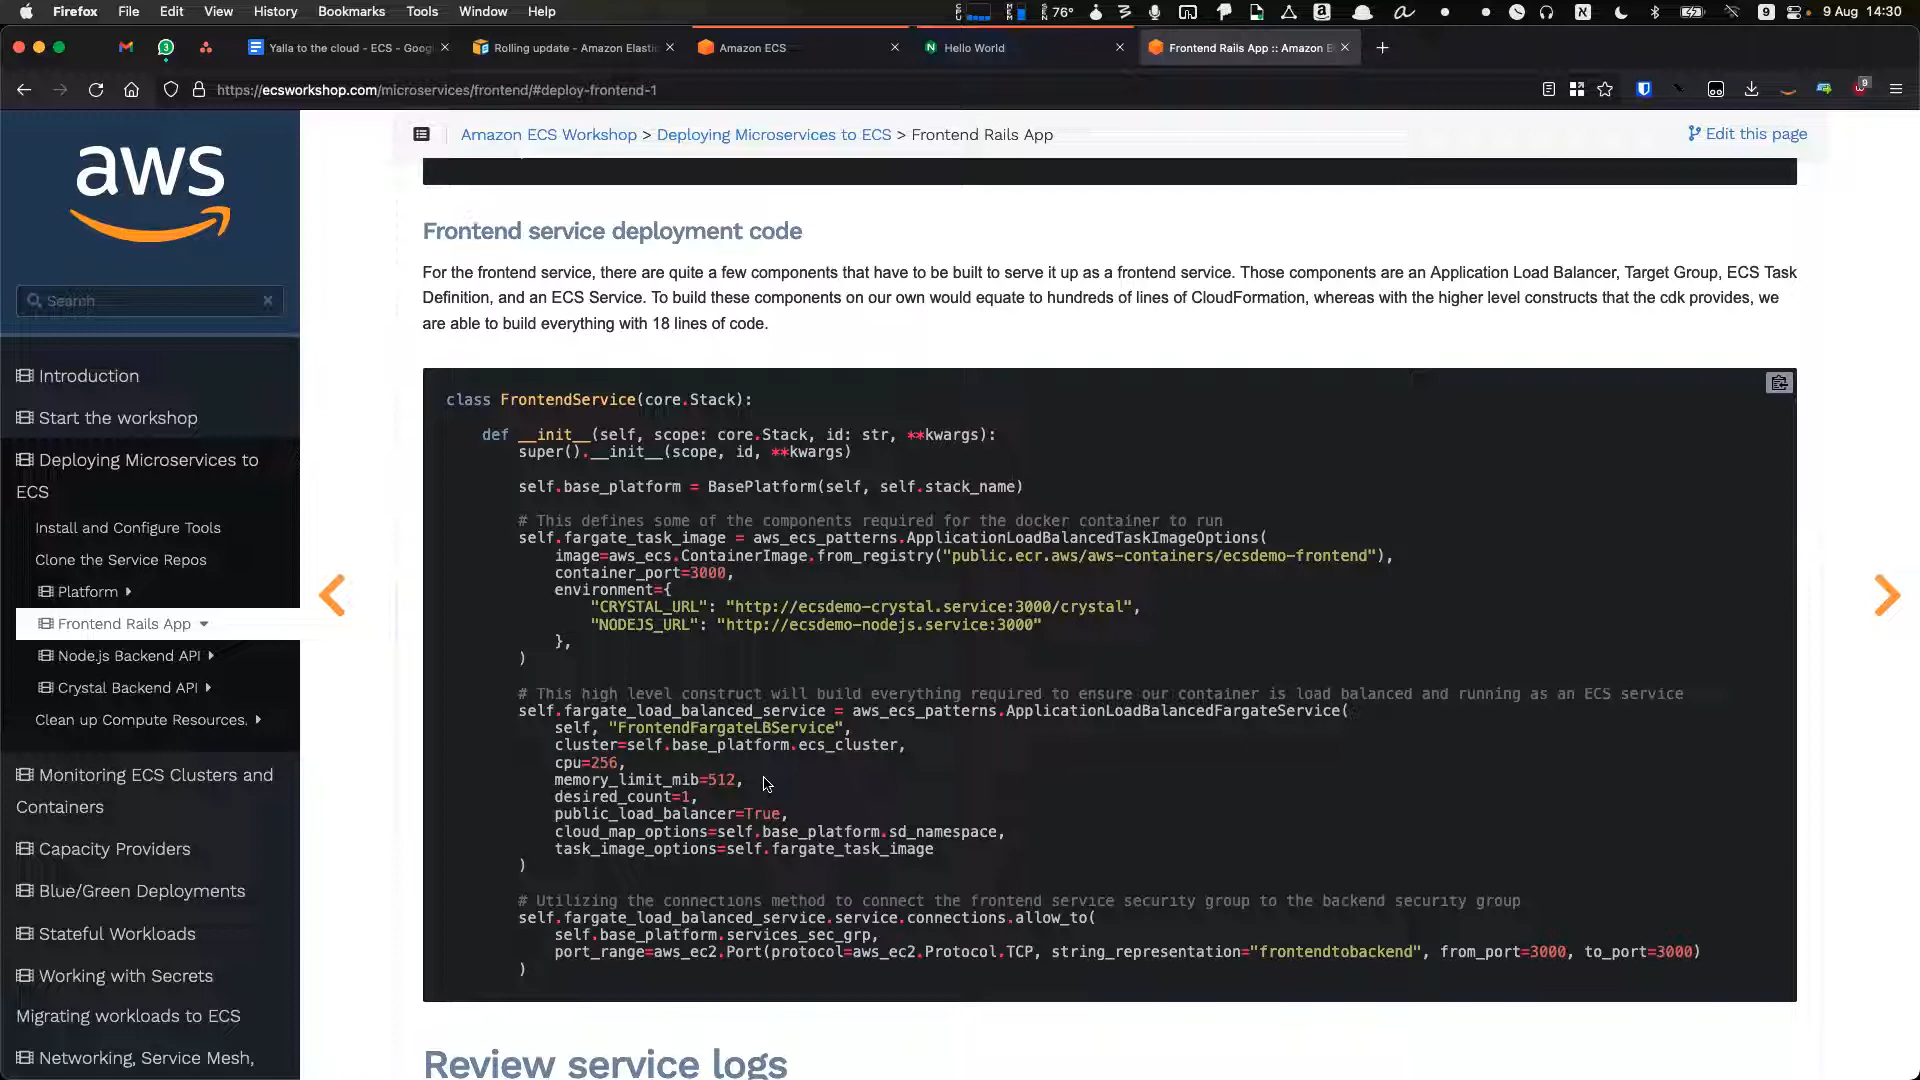 Firefox File Edit View History Bookmarks Tools Window Help 76° 9 9 Aug 14:30
Yalla to the cloud - ECS - Goog
Rolling update - Amazon Elasti
Amazon ECS
Hello World
Frontend Rails App :: Amazon E
https://ecsworkshop.com/microservices/frontend/#deploy-frontend-1
aws
Search
Introduction
Start the workshop
Deploying Microservices to
ECS
Install and Configure Tools
Clone the Service Repos
Platform
Frontend Rails App
Node.js Backend API
Crystal Backend API
Clean up Compute Resources.
Monitoring ECS Clusters and
Containers
Capacity Providers
Blue/Green Deployments
Stateful Workloads
Working with Secrets
Migrating workloads to ECS
Networking, Service Mesh,
Amazon ECS Workshop > Deploying Microservices to ECS > Frontend Rails App
Edit this page
Frontend service deployment code
For the frontend service, there are quite a few components that have to be built to serve it up as a frontend service. Those components are an Application Load Balancer, Target Group, ECS Task
Definition, and an ECS Service. To build these components on our own would equate to hundreds of lines of CloudFormation, whereas with the higher level constructs that the cdk provides, we
are able to build everything with 18 lines of code.
class FrontendService(core.Stack):
def __init__(self, scope: core.Stack, id: str, **kwargs):
super().__init__(scope, id, **kwargs)
self.base_platform = BasePlatform(self, self.stack_name)
# This defines some of the components required for the docker container to run
self.fargate_task_image = aws_ecs_patterns.ApplicationLoadBalancedTaskImageOptions(
image=aws_ecs.ContainerImage.from_registry("public.ecr.aws/aws-containers/ecsdemo-frontend"),
container_port=3000,
environment={
"CRYSTAL_URL": "http://ecsdemo-crystal.service:3000/crystal",
"NODEJS_URL": "http://ecsdemo-nodejs.service:3000"
},
)
# This high level construct will build everything required to ensure our container is load balanced and running as an ECS service
self.fargate_load_balanced_service = aws_ecs_patterns.ApplicationLoadBalancedFargateService(
self, "FrontendFargateLBService",
cluster=self.base_platform.ecs_cluster,
cpu=256,
memory_limit_mib=512,
desired_count=1,
public_load_balancer=True,
cloud_map_options=self.base_platform.sd_namespace,
task_image_options=self.fargate_task_image
)
# Utilizing the connections method to connect the frontend service security group to the backend security group
self.fargate_load_balanced_service.service.connections.allow_to(
self.base_platform.services_sec_grp,
port_range=aws_ec2.Port(protocol=aws_ec2.Protocol.TCP, string_representation="frontendtobackend", from_port=3000, to_port=3000)
)
Review service logs